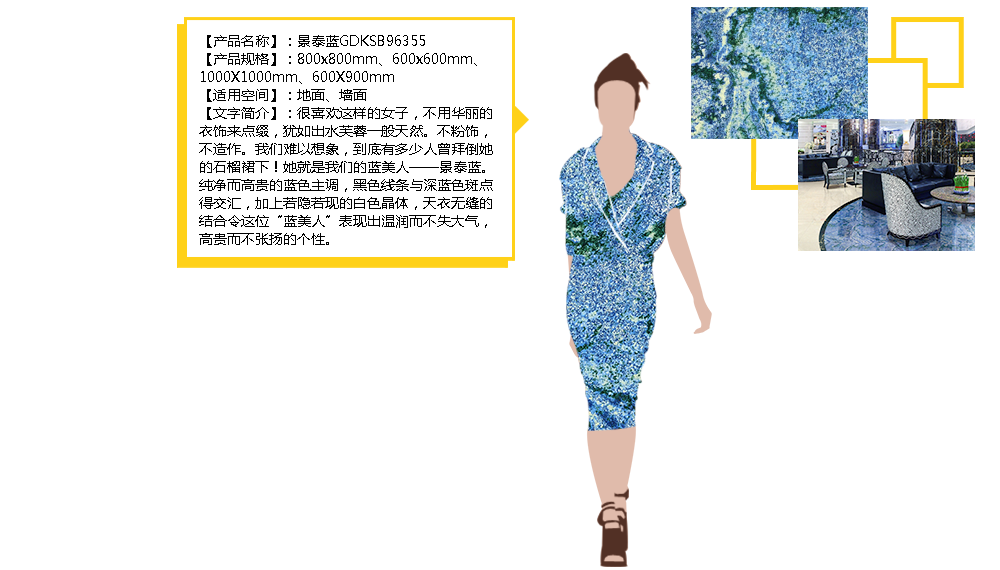 【产品名称】：景泰蓝GDKSB96355
【产品规格】：800x800mm、600x600mm、
1000X1000mm、600X900mm
【适用空间】：地面、墙面
【文字简介】：很喜欢这样的女子，不用华丽的
衣饰来点缀，犹如出水芙蓉一般天然。不粉饰，
不造作。我们难以想象，到底有多少人曾拜倒她
的石榴裙下！她就是我们的蓝美人——景泰蓝。
纯净而高贵的蓝色主调，黑色线条与深蓝色斑点
得交汇，加上若隐若现的白色晶体，天衣无缝的
结合令这位“蓝美人”表现出温润而不失大气，
高贵而不张扬的个性。